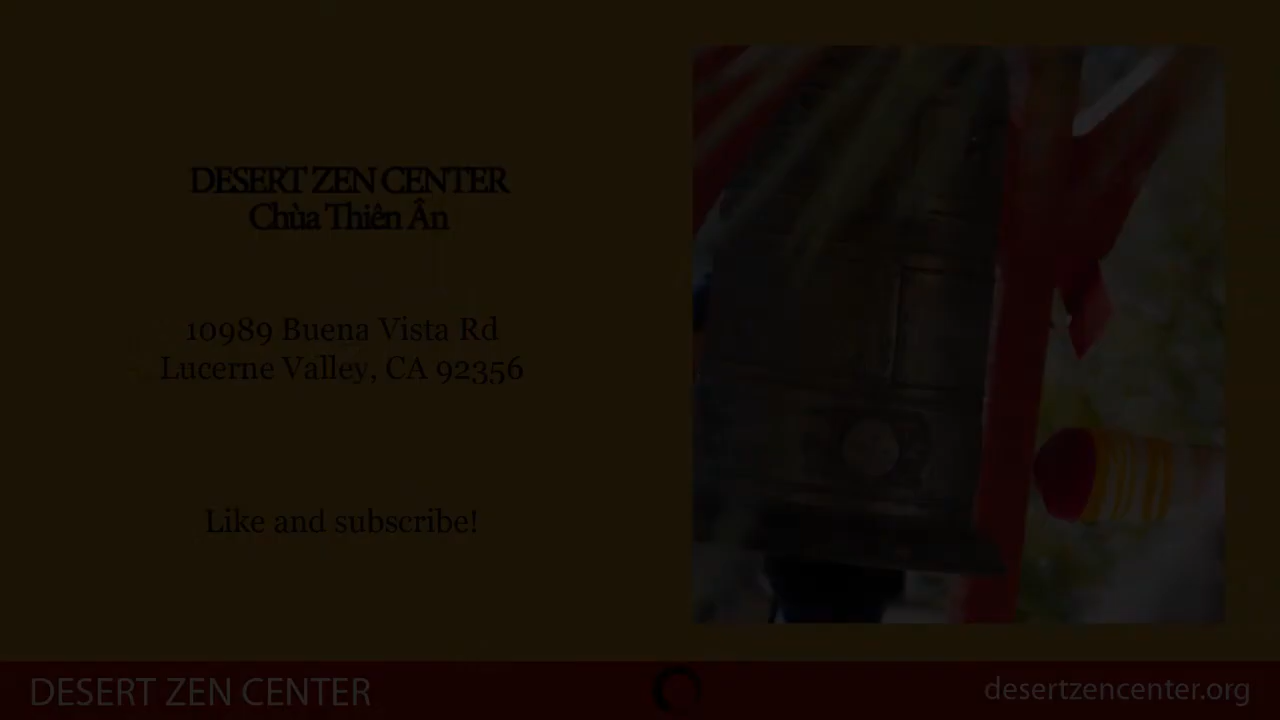 DESERT ZEN CENTER
Chùa Thiên Ân
10989 Buena Vista Rd
Lucerne Valley, CA 92356
Like and subscribe!
DESERT ZEN CENTER
desertzencenter.org